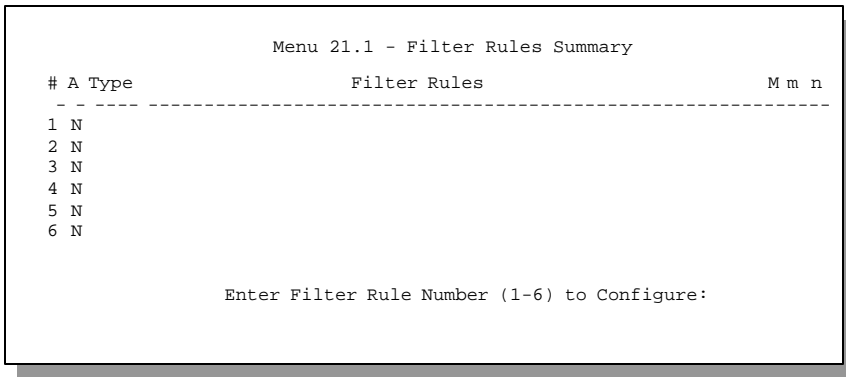 Menu 21.1 - Filter Rules Summary
# A Type Filter Rules M m n
- - ---- ----------------------------------------------------------------------
1 N
2 N
3 N
4 N
5 N
6 N
Enter Filter Rule Number (1-6) to Configure: